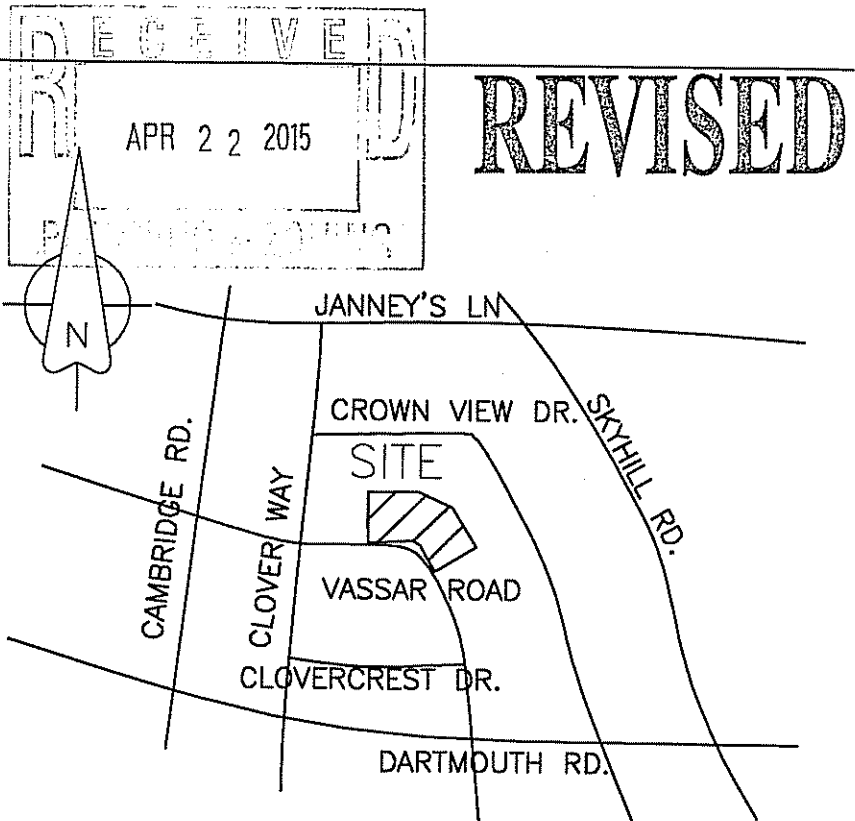 RECEIVED
REVISED
APR 22 2015
N
JANNEY'S LN
CROWN VIEW DR.
SKYHILL RD.
SITE
CAMBRIDGE RD.
CLOVER WAY
VASSAR ROAD
CLOVERCREST DR.
DARTMOUTH RD.